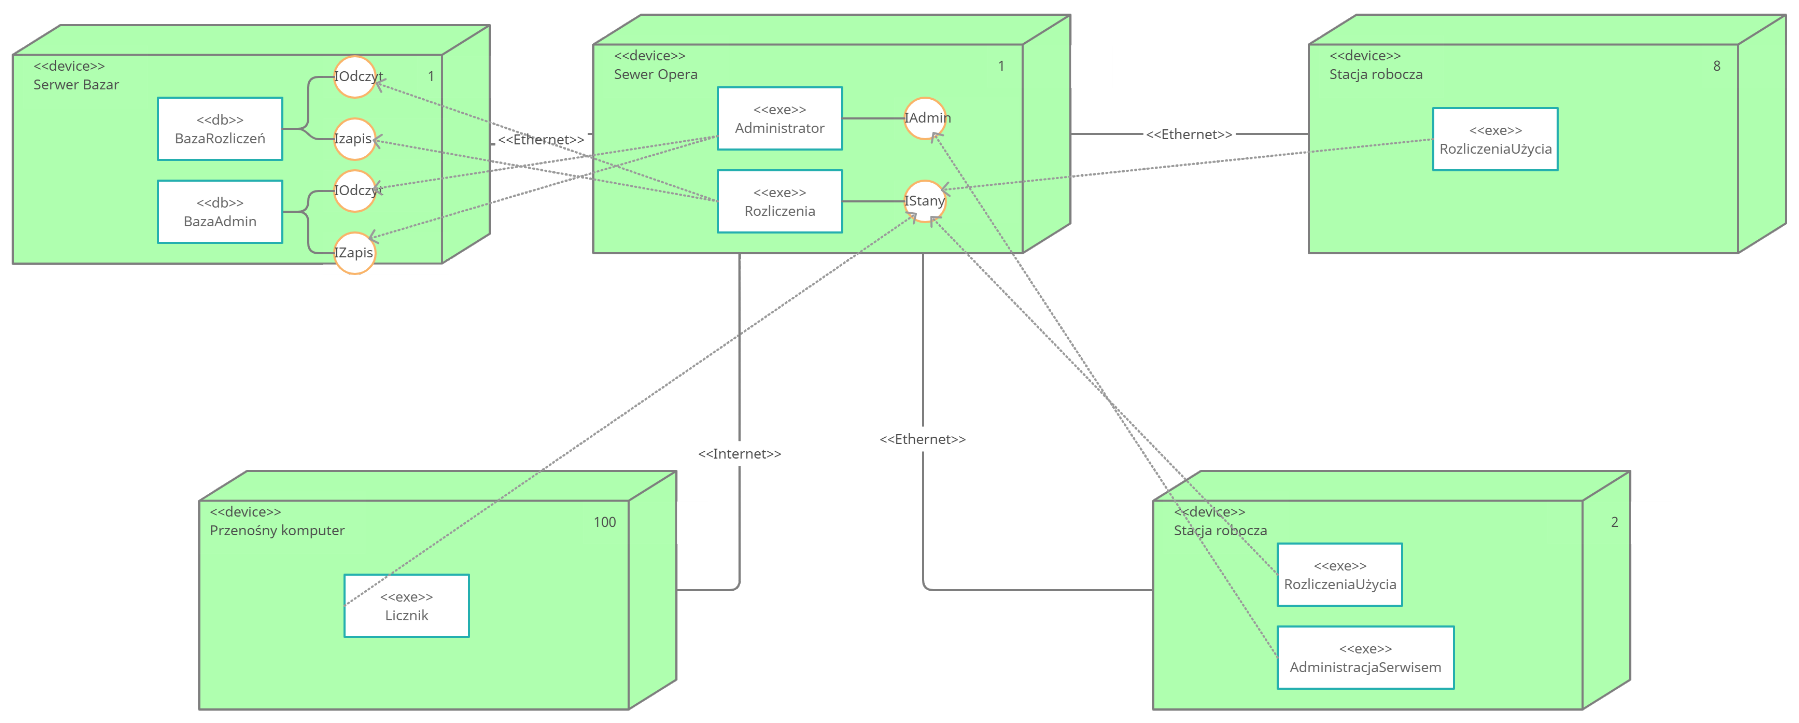 <<device>>
Serwer Bazar
1
<<db>>
BazaRozliczeń
IOdczyt
Izapis
<<db>>
BazaAdmin
IOdczyt
IZapis
<<Ethernet>>
<<device>>
Sewer Opera
1
<<exe>>
Administrator
IAdmin
<<exe>>
Rozliczenia
IStany
<<Ethernet>>
<<device>>
Stacja robocza
8
<<exe>>
RozliczeniaUżycia
<<Internet>>
<<Ethernet>>
<<device>>
Przenośny komputer
100
<<exe>>
Licznik
<<device>>
Stacja robocza
2
<<exe>>
RozliczeniaUżycia
<<exe>>
AdministracjaSerwisem